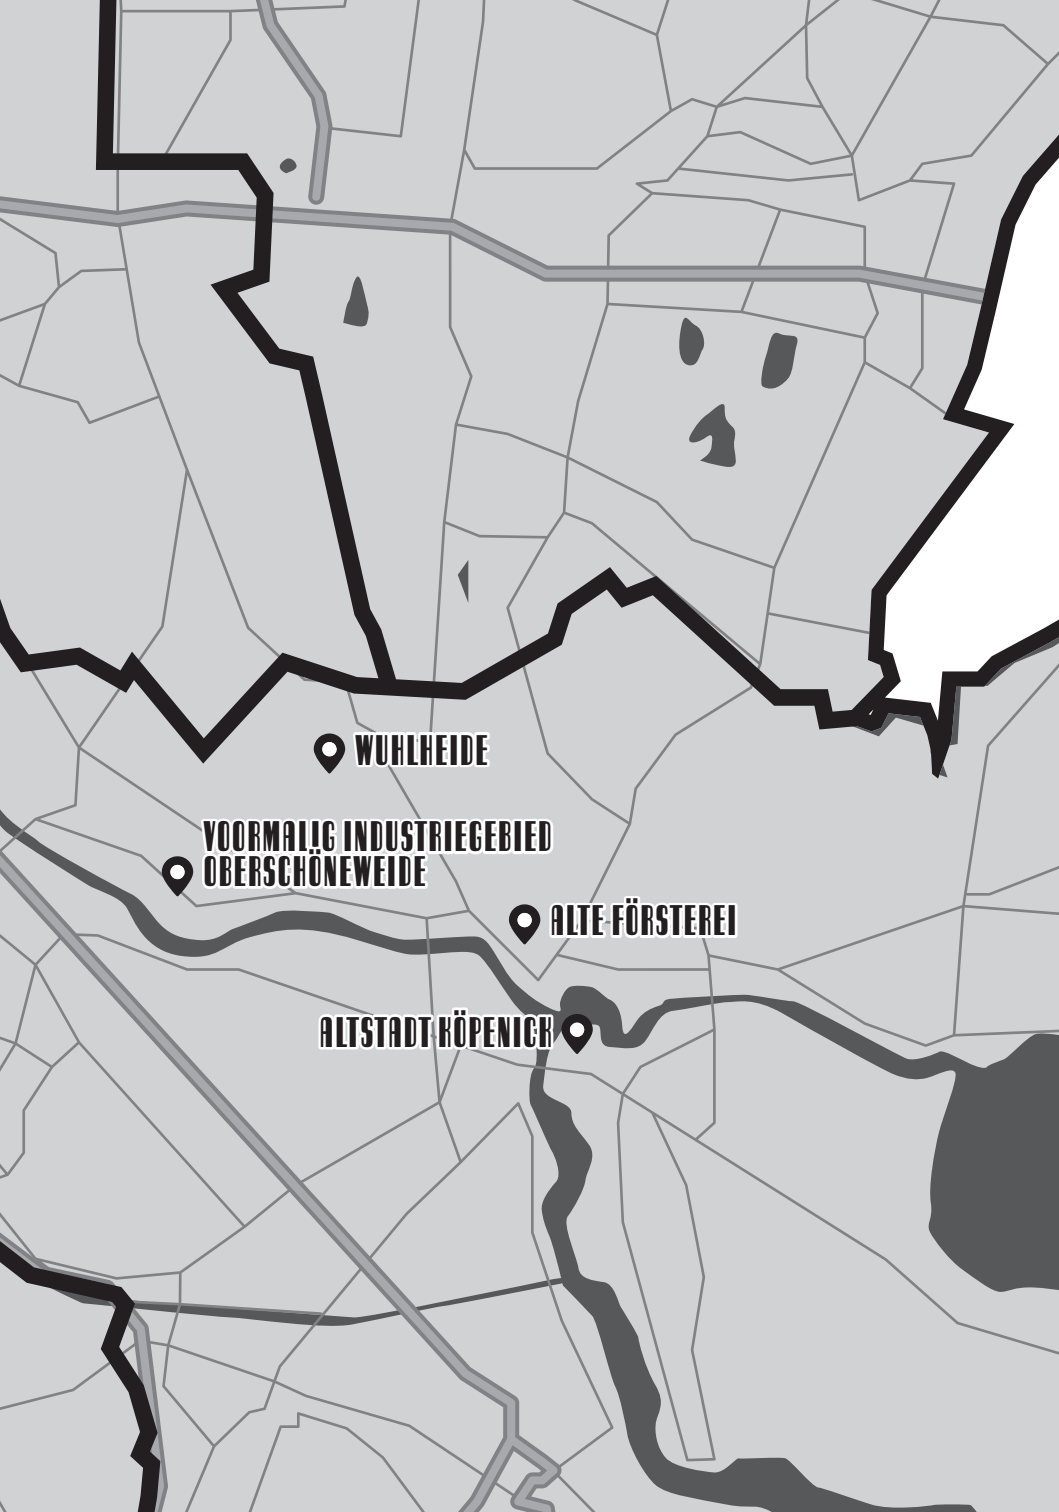 WUHLHEIDE
VOORMALIG INDUSTRIEGEBIED
OBERSCHÖNEWEIDE
ALTE FÖRSTEREI
ALTSTADT KÖPENICK